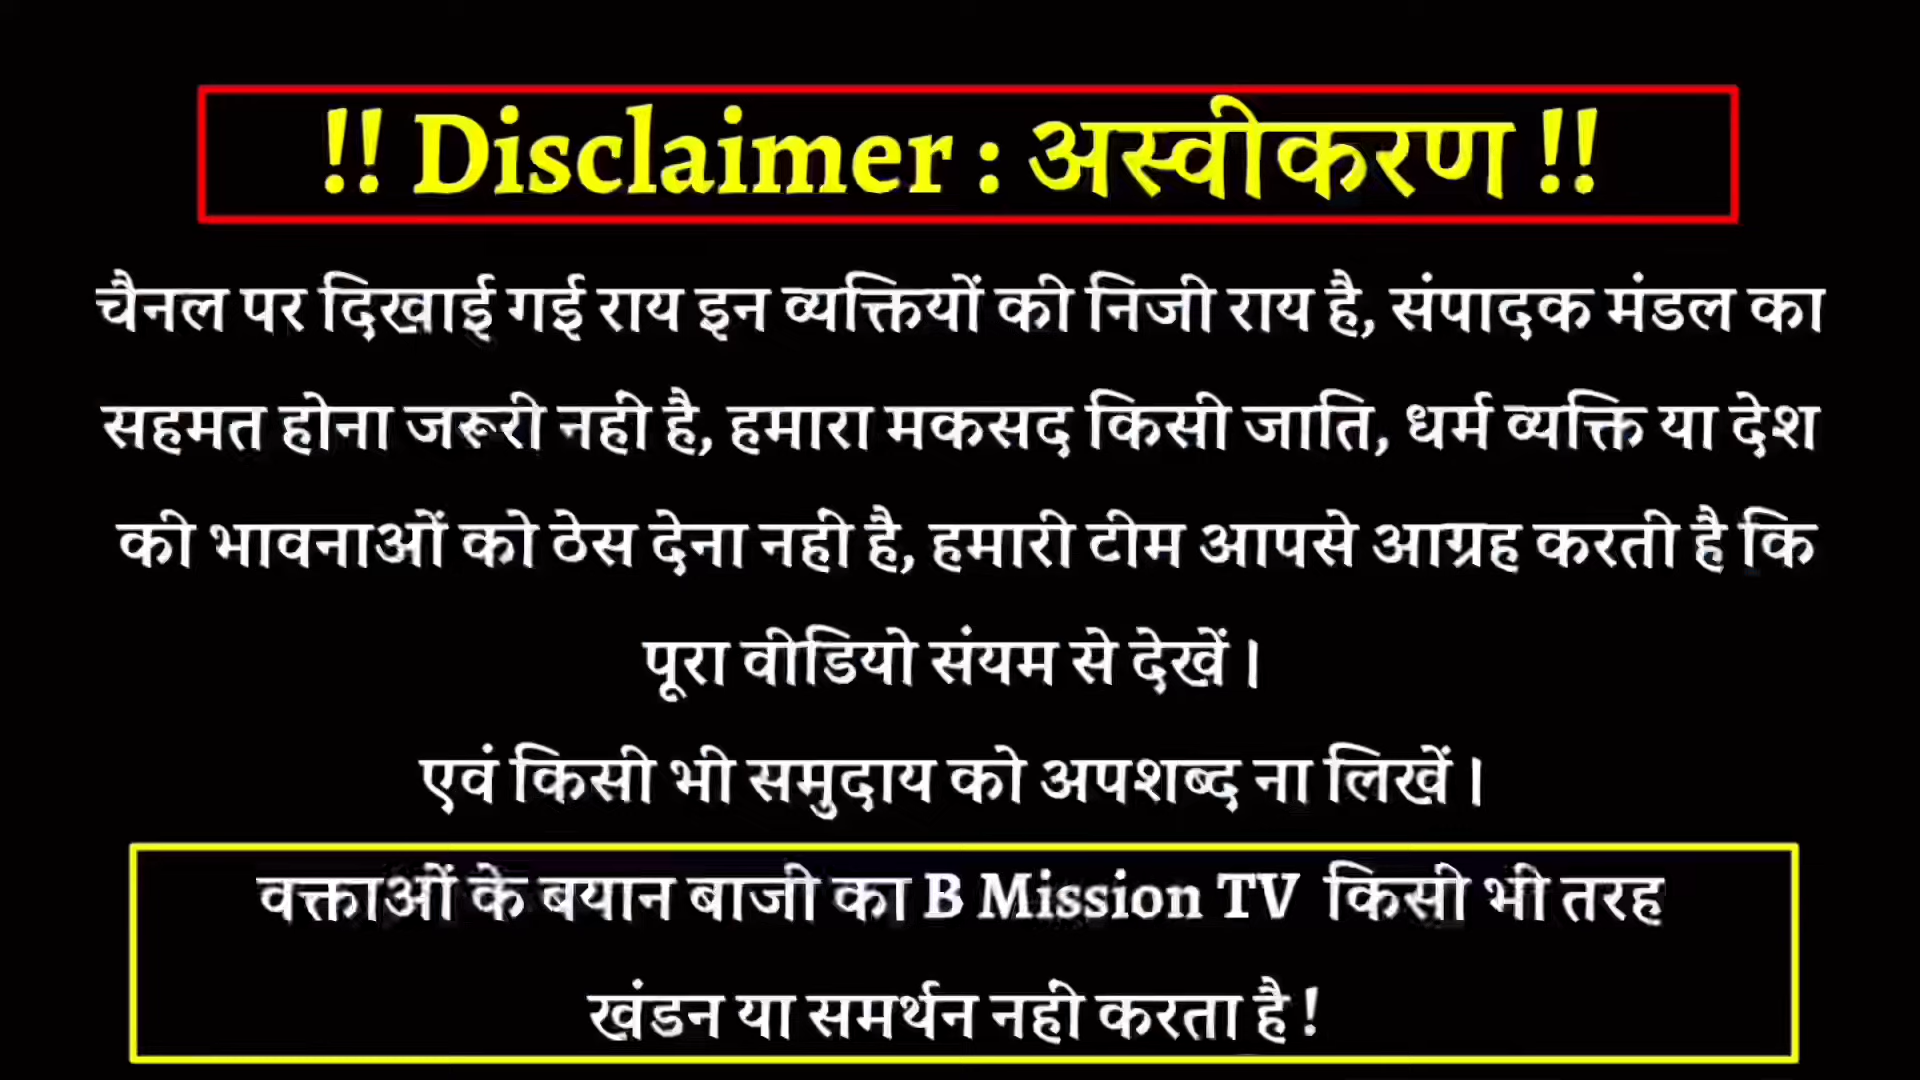 !! Disclaimer : अस्वीकरण !!
चैनल पर दिखाई गई राय इन व्यक्तियों की निजी राय है, संपादक मंडल का
सहमत होना जरूरी नही है, हमारा मकसद किसी जाति, धर्म व्यक्ति या देश
की भावनाओं को ठेस देना नही है, हमारी टीम आपसे आग्रह करती है कि
पूरा वीडियो संयम से देखें ।
एवं किसी भी समुदाय को अपशब्द ना लिखें ।
वक्ताओं के बयान बाजी का B Mission TV किसी भी तरह
खंडन या समर्थन नही करता है !